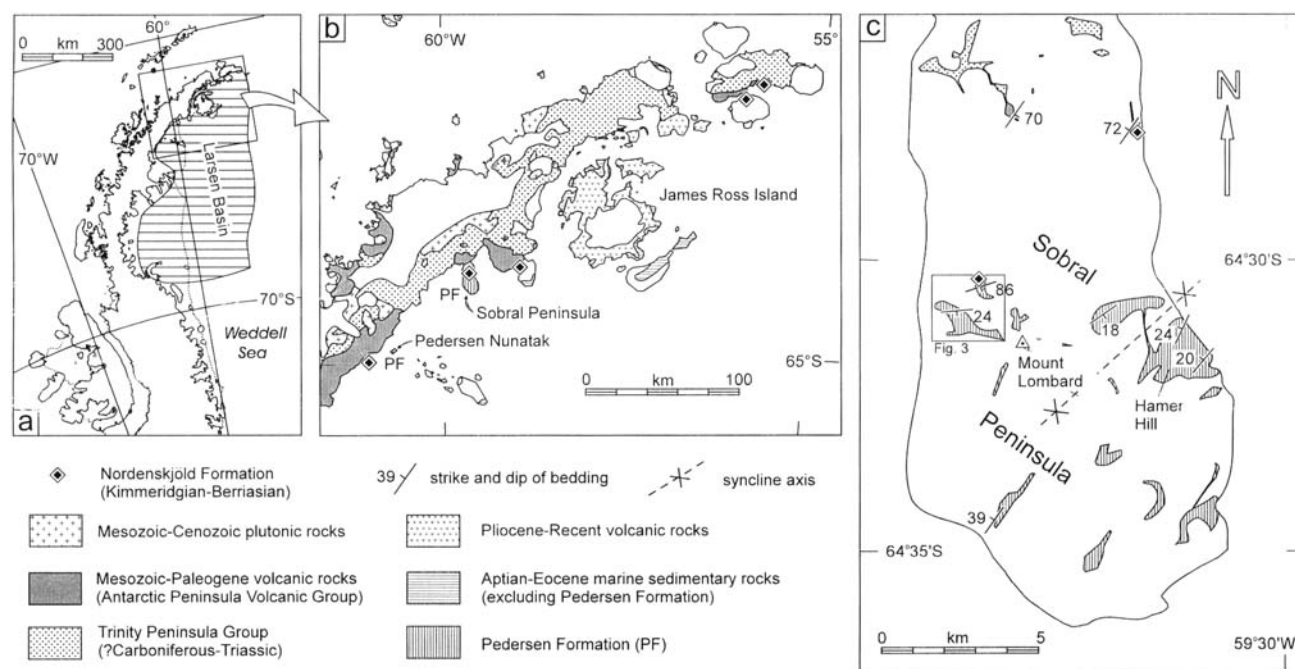 0 km 300
60°
70°W
Larsen Basin
70°S
Weddell
Sea
a
b
60°W
55°
James Ross Island
PF
Sobral Peninsula
Pedersen Nunatak
PF
65°S
0 km 100
c
70
72
N
Sobral
64°30'S
86
24
Fig. 3
Mount
Lombard
18
24
20
Hamer
Hill
Peninsula
39
64°35'S
0 km 5
59°30'W
Nordenskjöld Formation
(Kimmeridgian-Berriasian)
39 strike and dip of bedding
syncline axis
Mesozoic-Cenozoic plutonic rocks
Pliocene-Recent volcanic rocks
Mesozoic-Paleogene volcanic rocks
(Antarctic Peninsula Volcanic Group)
Aptian-Eocene marine sedimentary rocks
(excluding Pedersen Formation)
Trinity Peninsula Group
(?Carboniferous-Triassic)
Pedersen Formation (PF)